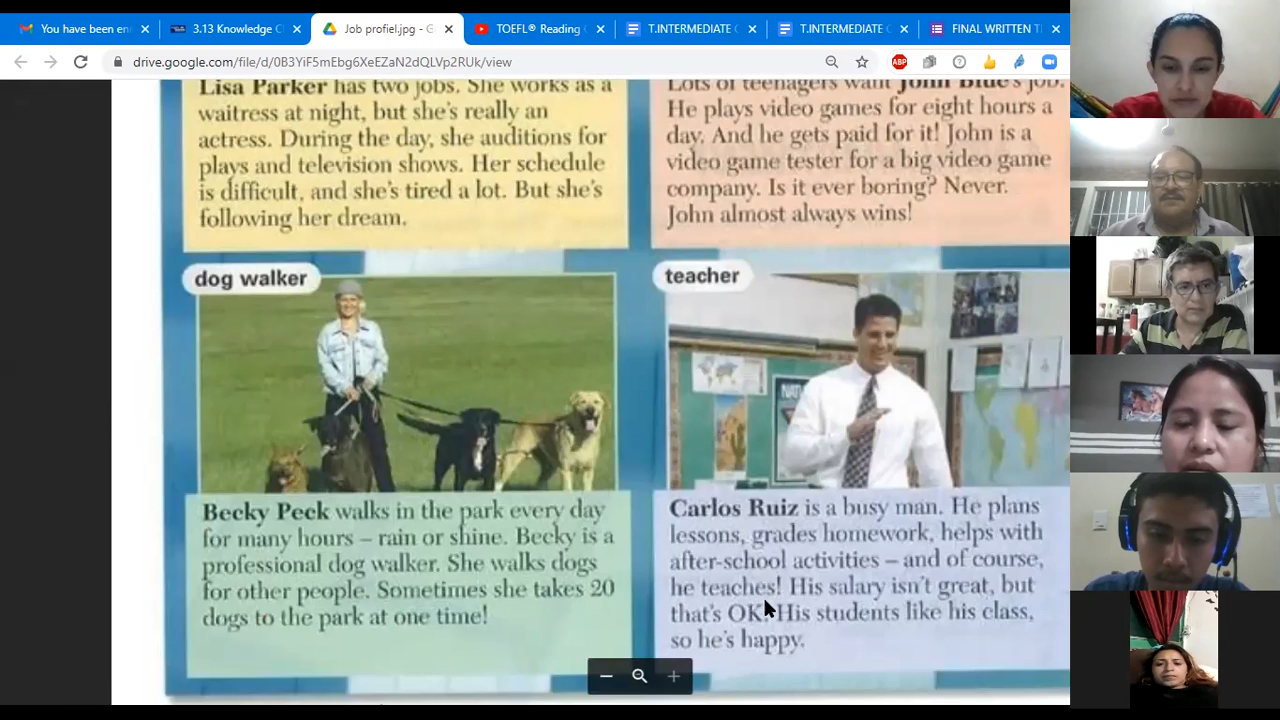 You have been en
3.13 Knowledge C
Job profiel.jpg - G
TOEFL® Reading
T.INTERMEDIATE
T.INTERMEDIATE
FINAL WRITTEN T
ABP
Lisa Parker has two jobs. She works as a
waitress at night, but she's really an
actress. During the day, she auditions for
plays and television shows. Her schedule
is difficult, and she's tired a lot. But she's
following her dream.
Lots of teenagers want John Blue's job.
He plays video games for eight hours a
day. And he gets paid for it! John is a
video game tester for a big video game
company. Is it ever boring? Never.
John almost always wins!
dog walker
Becky Peck walks in the park every day
for many hours – rain or shine. Becky is a
professional dog walker. She walks dogs
for other people. Sometimes she takes 20
dogs to the park at one time!
teacher
Carlos Ruiz is a busy man. He plans
lessons, grades homework, helps with
after-school activities – and of course,
he teaches! His salary isn't great, but
that's OK. His students like his class,
so he's happy.